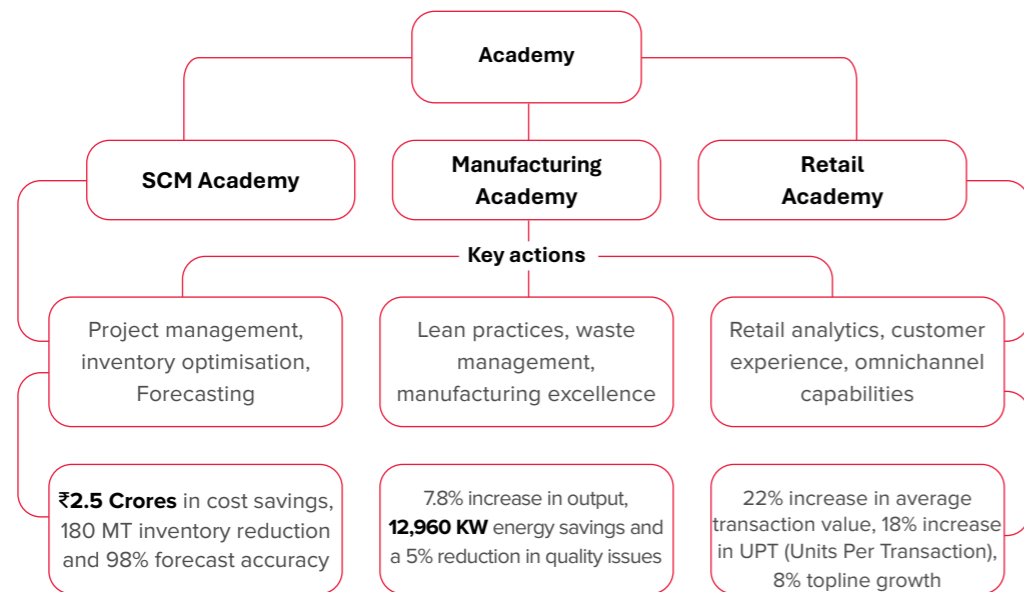 Academy
SCM Academy
Manufacturing
Academy
Retail
Academy
Key actions
Project management,
inventory optimisation,
Forecasting
Lean practices, waste
management,
manufacturing excellence
Retail analytics, customer
experience, omnichannel
capabilities
₹2.5 Crores in cost savings,
180 MT inventory reduction
and 98% forecast accuracy
7.8% increase in output,
12,960 KW energy savings and
a 5% reduction in quality issues
22% increase in average
transaction value, 18% increase
in UPT (Units Per Transaction),
8% topline growth